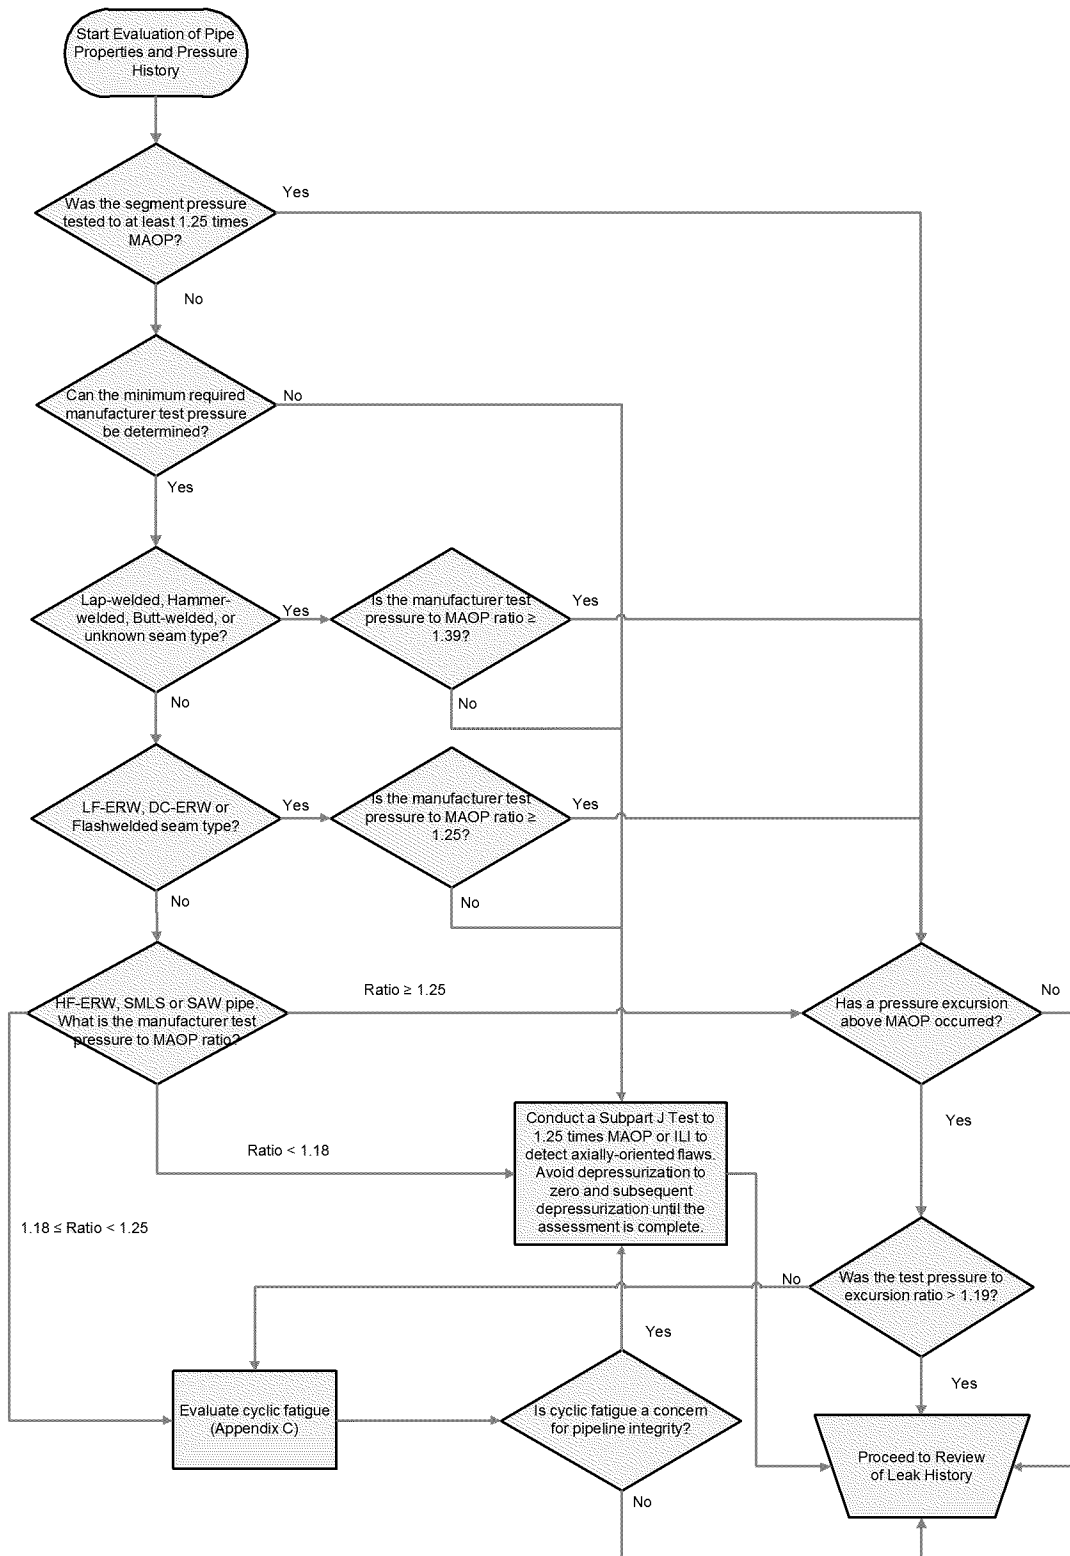 Start Evaluation of Pipe
Properties and Pressure
History
Yes
Was the segment pressure
tested to at least 1.25 times
MAOP?
No
Can the minimum required
manufacturer test pressure
be determined?
No
Yes
Lap-welded, Hammer-
welded, Butt-welded, or
unknown seam type?
Yes
Is the manufacturer test
pressure to MAOP ratio ≥
1.39?
Yes
No
No
LF-ERW, DC-ERW or
Flashwelded seam type?
Yes
Is the manufacturer test
pressure to MAOP ratio ≥
1.25?
Yes
No
No
HF-ERW, SMLS or SAW pipe.
What is the manufacturer test
pressure to MAOP ratio?
Ratio ≥ 1.25
Has a pressure excursion
above MAOP occurred?
No
Yes
Ratio < 1.18
Conduct a Subpart J Test to
1.25 times MAOP or ILI to
detect axially-oriented flaws.
Avoid depressurization to
zero and subsequent
depressurization until the
assessment is complete.
1.18 ≤ Ratio < 1.25
No
Was the test pressure to
excursion ratio > 1.19?
Yes
Yes
Evaluate cyclic fatigue
(Appendix C)
Is cyclic fatigue a concern
for pipeline integrity?
No
Proceed to Review
of Leak History